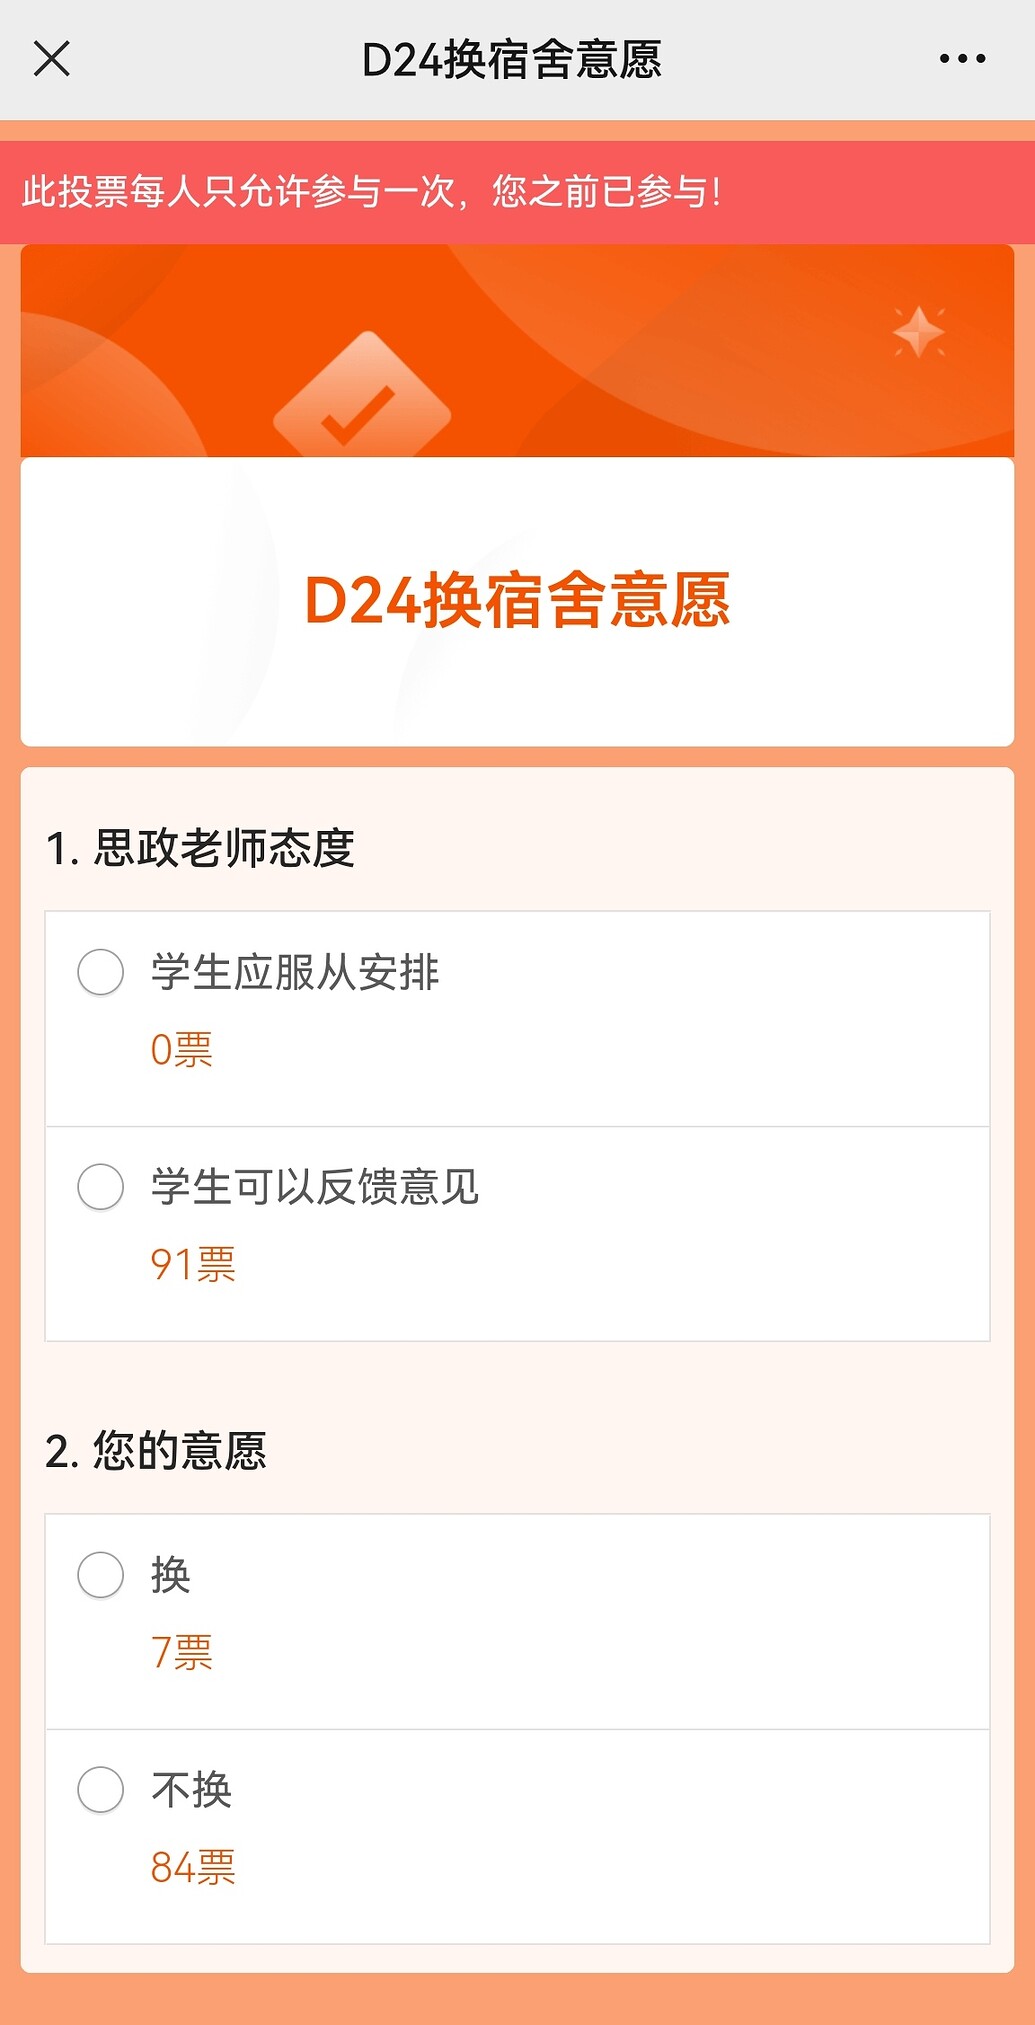 D24换宿舍意愿
此投票每人只允许参与一次，您之前已参与！
D24换宿舍意愿
1. 思政老师态度
学生应服从安排
0票
学生可以反馈意见
91票
2. 您的意愿
换
7票
不换
84票